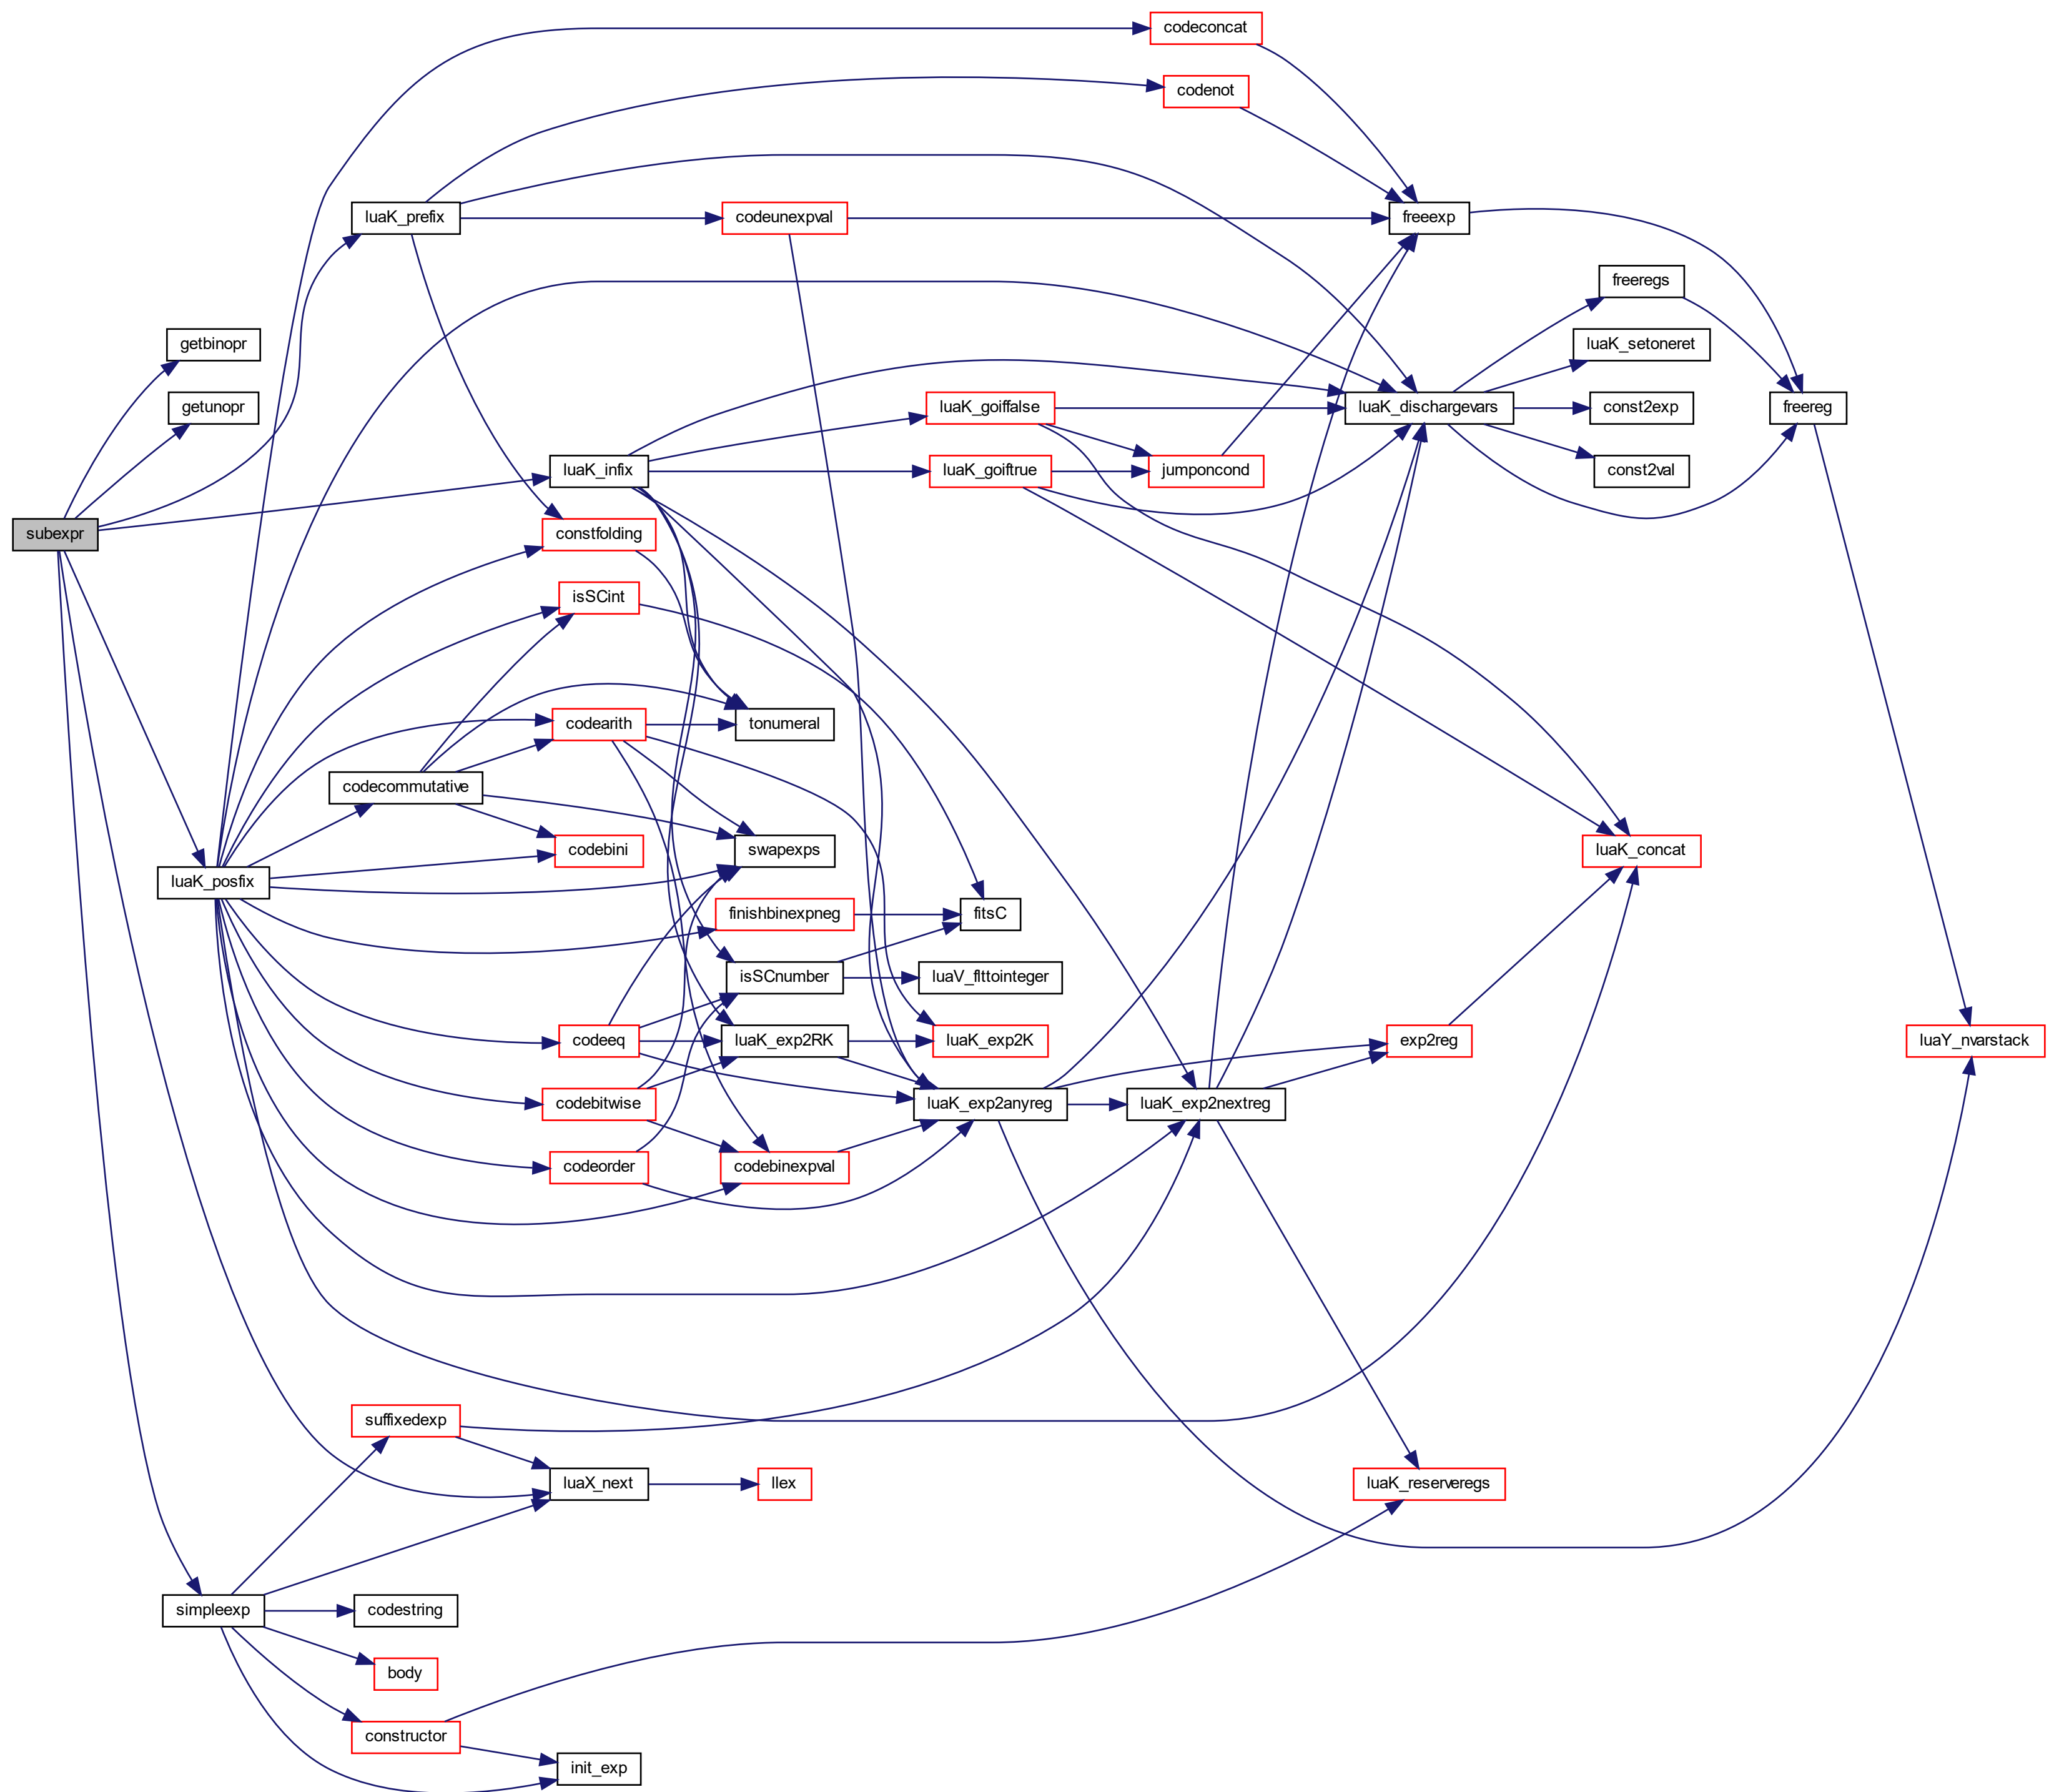 codeconcat
codenot
luaK_prefix
codeunexpval
freeexp
freeregs
getbinopr
luaK_setoneret
getunopr
luaK_goiffalse
luaK_dischargevars
const2exp
freereg
luaK_infix
luaK_goiftrue
jumponcond
const2val
subexpr
constfolding
isSCint
codearith
tonumeral
codecommutative
codebini
swapexps
luaK_concat
luaK_posfix
finishbinexpneg
fitsC
isSCnumber
luaV_flttointeger
codeeq
luaK_exp2RK
luaK_exp2K
exp2reg
luaY_nvarstack
codebitwise
luaK_exp2anyreg
luaK_exp2nextreg
codeorder
codebinexpval
suffixedexp
luaX_next
llex
luaK_reserveregs
simpleexp
codestring
body
constructor
init_exp